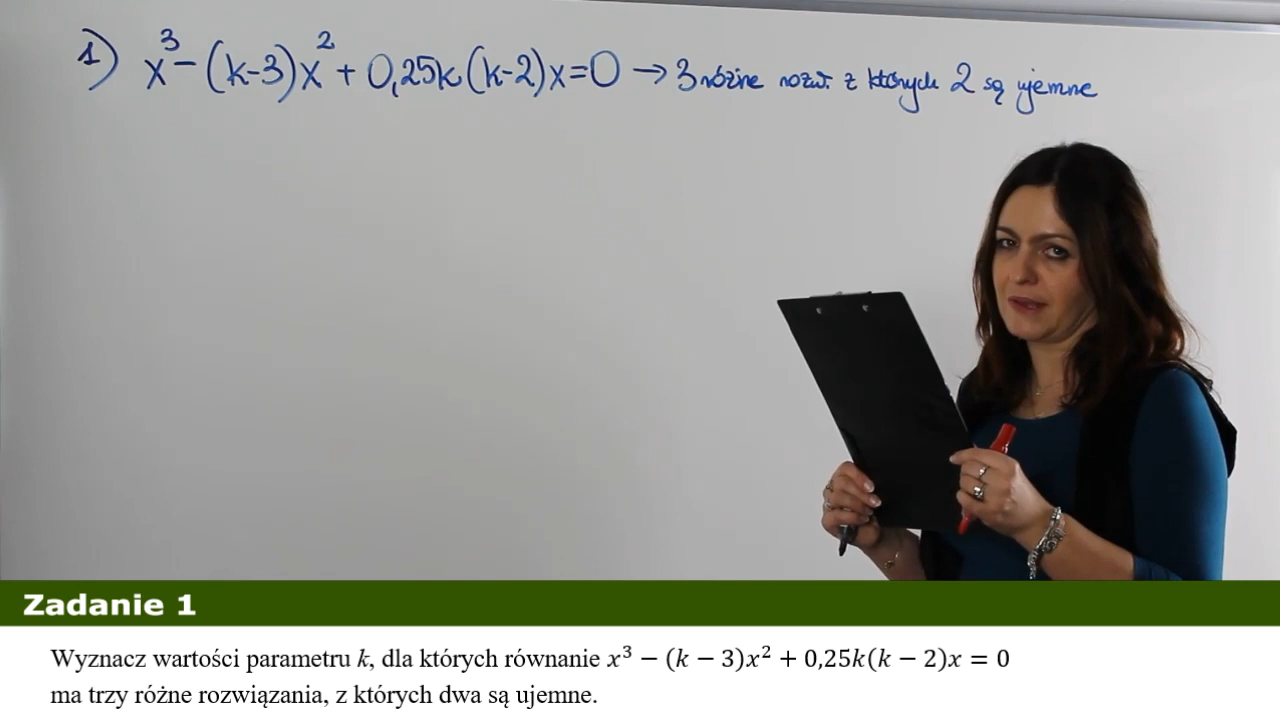 1) x³ - (k-3)x² + 0,25k(k-2)x = 0 → 3 różne rozw. z których 2 są ujemne
Zadanie 1
Wyznacz wartości parametru k, dla których równanie x³ − (k − 3)x² + 0,25k(k − 2)x = 0
ma trzy różne rozwiązania, z których dwa są ujemne.